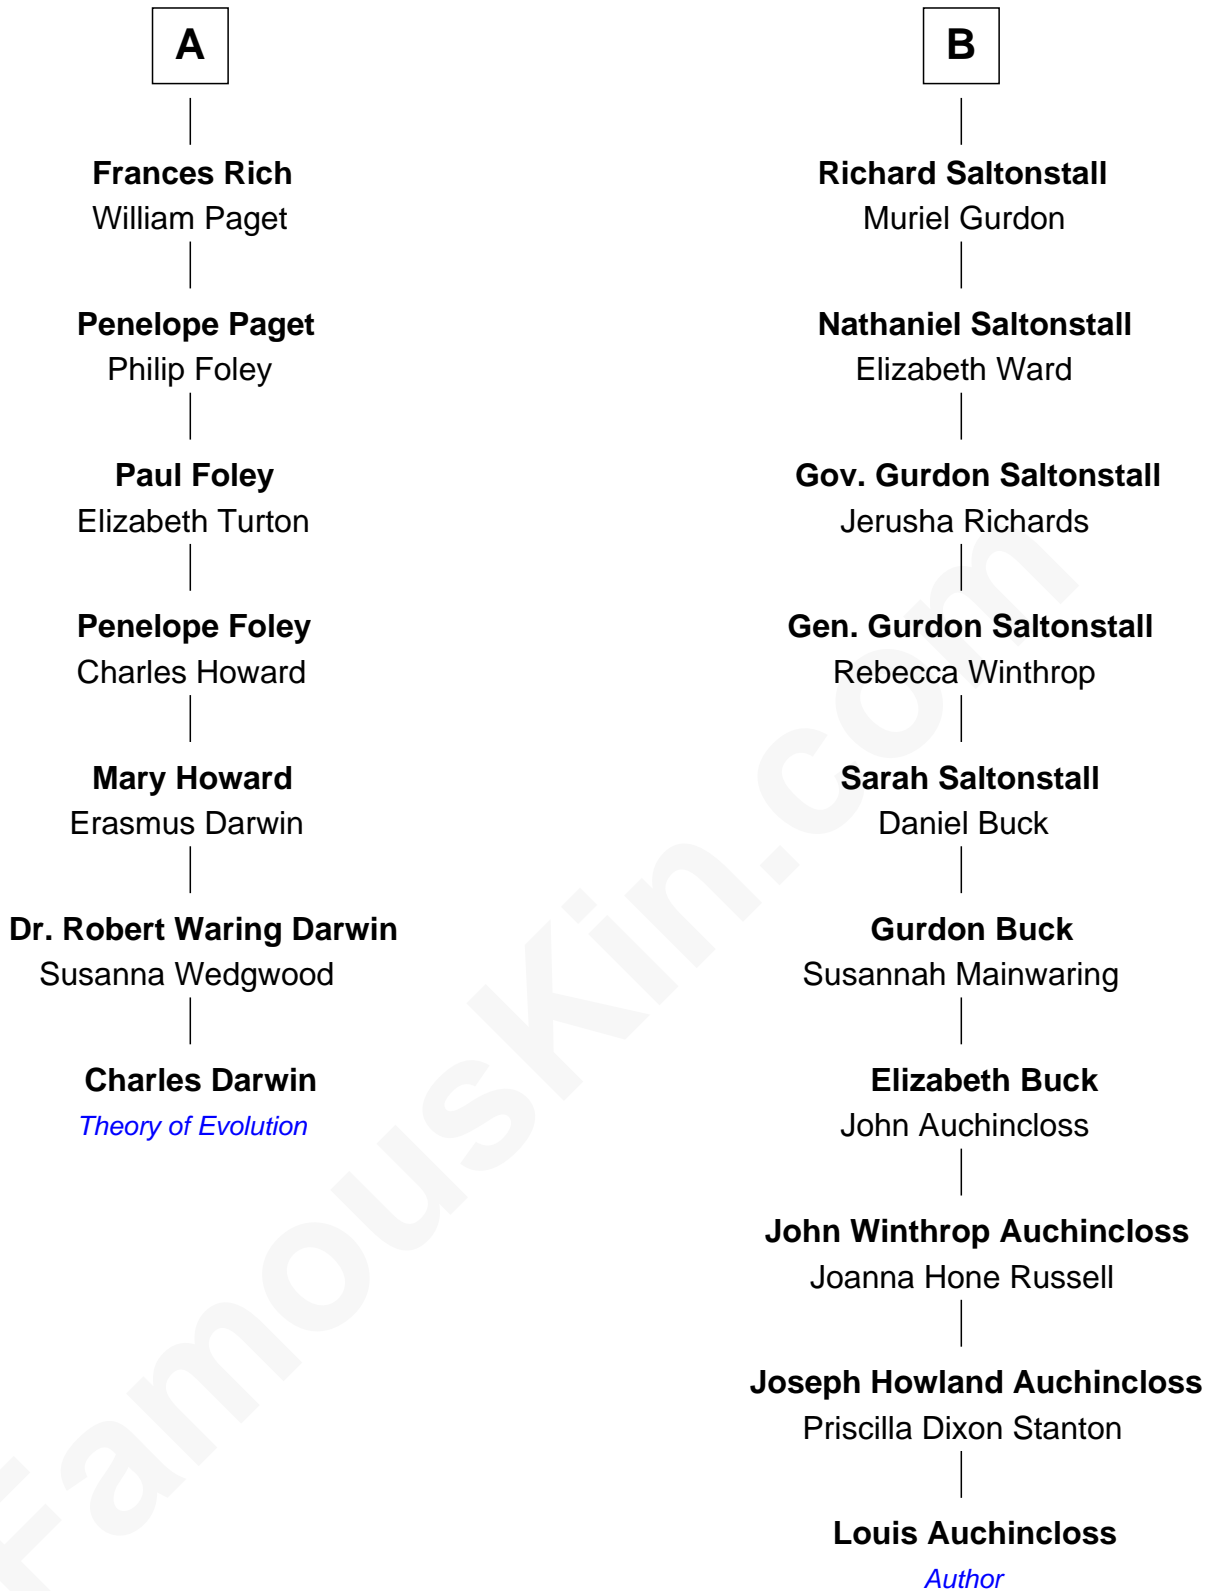 A
Frances Rich
William Paget
Penelope Paget
Philip Foley
Paul Foley
Elizabeth Turton
Penelope Foley
Charles Howard
Mary Howard
Erasmus Darwin
Dr. Robert Waring Darwin
Susanna Wedgwood
Charles Darwin
Theory of Evolution
B
Richard Saltonstall
Muriel Gurdon
Nathaniel Saltonstall
Elizabeth Ward
Gov. Gurdon Saltonstall
Jerusha Richards
Gen. Gurdon Saltonstall
Rebecca Winthrop
Sarah Saltonstall
Daniel Buck
Gurdon Buck
Susannah Mainwaring
Elizabeth Buck
John Auchincloss
John Winthrop Auchincloss
Joanna Hone Russell
Joseph Howland Auchincloss
Priscilla Dixon Stanton
Louis Auchincloss
Author
FamousKin.com